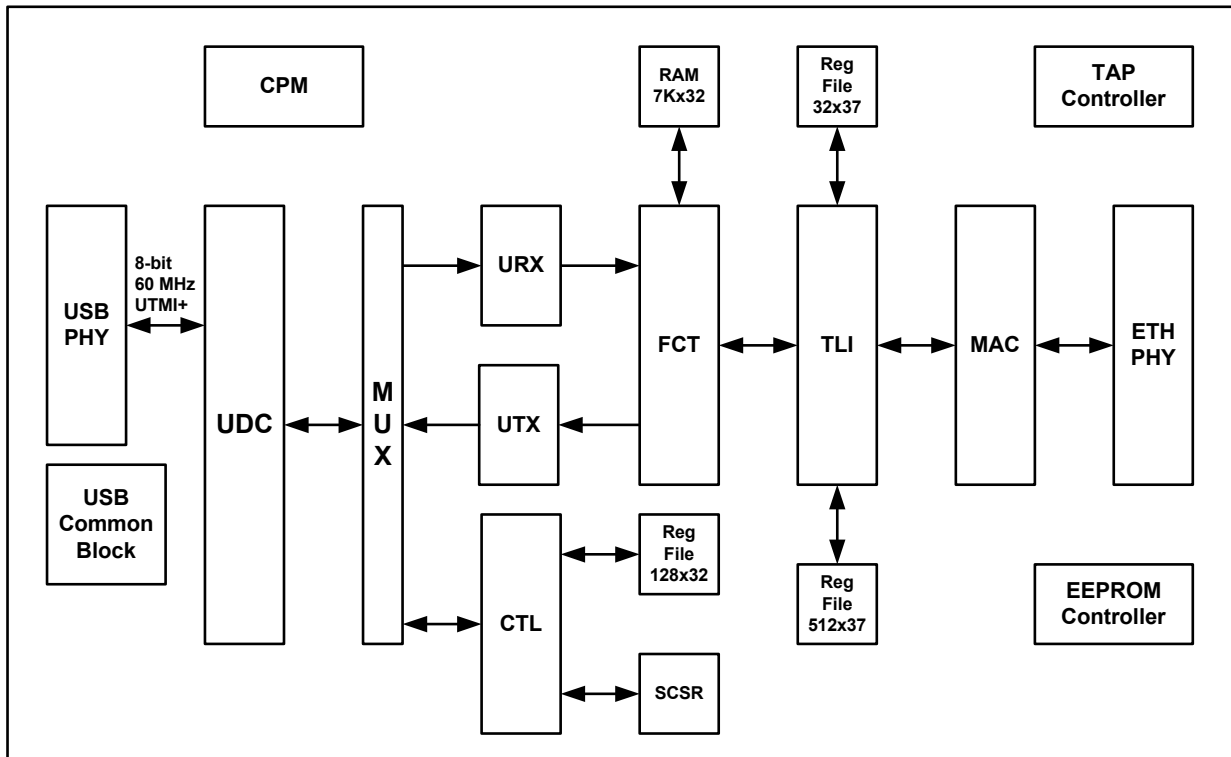 CPM
RAM
7Kx32
Reg
File
32x37
TAP
Controller
USB
PHY
8-bit
60 MHz
UTMI+
UDC
M
U
X
URX
UTX
FCT
TLI
MAC
ETH
PHY
USB
Common
Block
CTL
Reg
File
128x32
SCSR
Reg
File
512x37
EEPROM
Controller